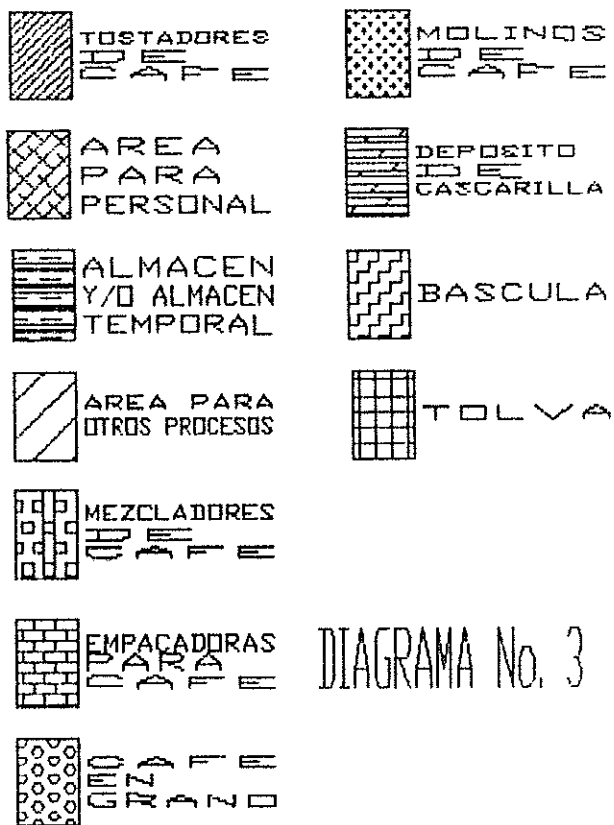 TOSTADORES
DE
CAFE
AREA
PARA
PERSONAL
ALMACEN
Y/O ALMACEN
TEMPORAL
AREA PARA
OTROS PROCESOS
MEZCLADORES
DE
CAFE
EMPACADORAS
PARA
CAFE
CAFE
EN
GRANO
MOLINOS
DE
CAFE
DEPOSITO
DE
CASCARILLA
BASCULA
TOLVA
DIAGRAMA No. 3